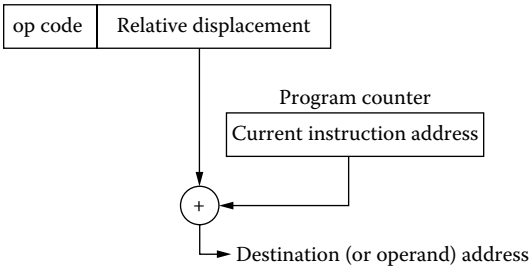 op code
Relative displacement
Program counter
Current instruction address
+
Destination (or operand) address